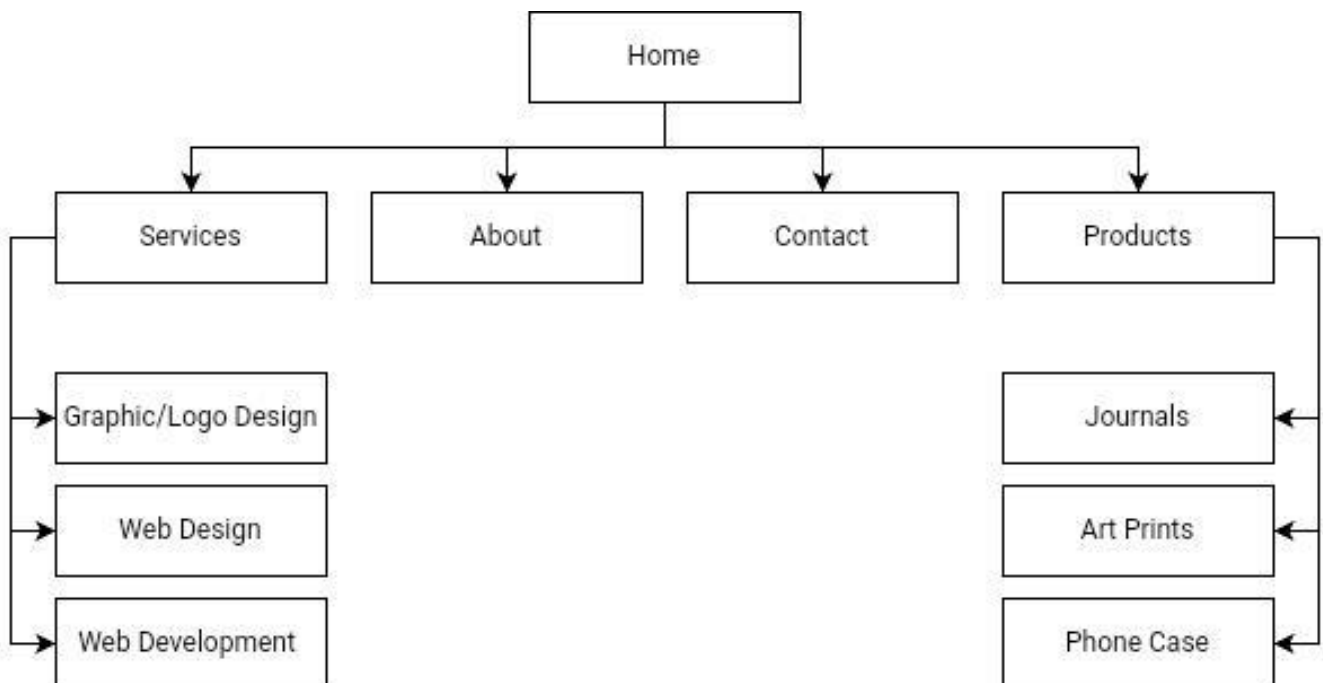 Home
Services
About
Contact
Products
Graphic/Logo Design
Journals
Web Design
Art Prints
Web Development
Phone Case